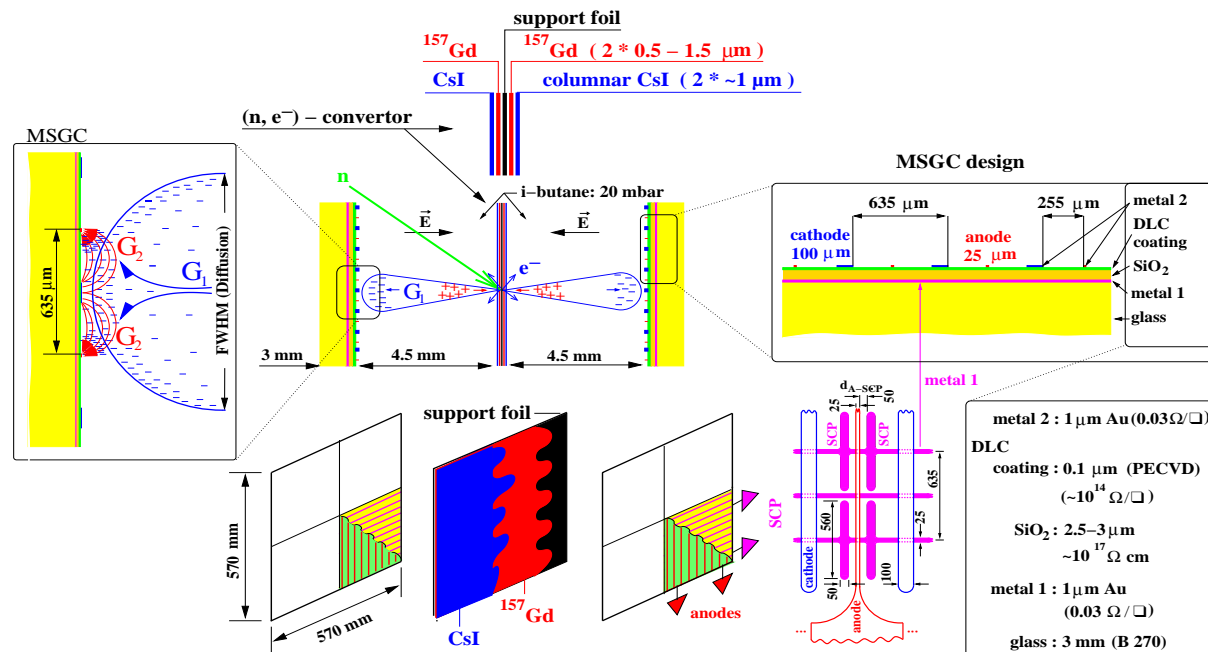 support foil
157Gd
157Gd ( 2 * 0.5 – 1.5 μm)
CsI
columnar CsI ( 2 * ~1 μm )
(n, e–) – convertor
MSGC
n
i–butane: 20 mbar
E
E
G1
G2
G2
635 μm
FWHM (Diffusion)
G1
e–
3 mm
4.5 mm
4.5 mm
MSGC design
635 μm
255 μm
metal 2
cathode
100 μm
anode
25 μm
DLC
coating
SiO2
metal 1
glass
metal 1
support foil
570 mm
570 mm
157Gd
CsI
anodes
SCP
dA–SCP
25
50
SCP
SCP
635
560
25
cathode
50
100
anode
...
...
metal 2 : 1 μm Au (0.03 Ω/❑)
DLC
coating : 0.1 μm (PECVD)
(~10^14 Ω/❑)
SiO2 : 2.5–3 μm
~10^17 Ω cm
metal 1 : 1 μm Au
(0.03 Ω/❑)
glass : 3 mm (B 270)